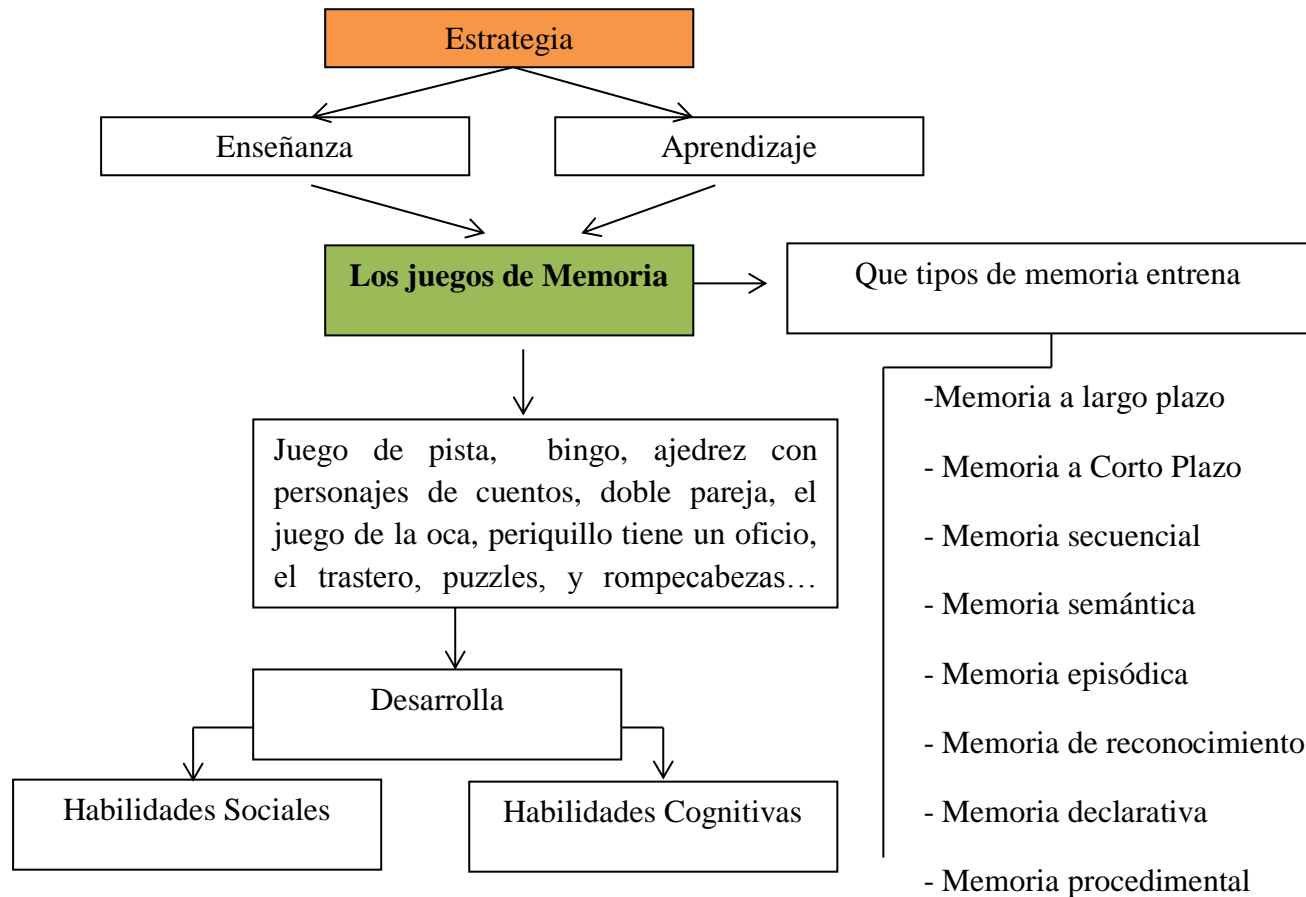 Estrategia
Enseñanza
Aprendizaje
Los juegos de Memoria
Que tipos de memoria entrena
Juego de pista, bingo, ajedrez con
personajes de cuentos, doble pareja, el
juego de la oca, periquillo tiene un oficio,
el trastero, puzzles, y rompecabezas…
Desarrolla
Habilidades Sociales
Habilidades Cognitivas
-Memoria a largo plazo
- Memoria a Corto Plazo
- Memoria secuencial
- Memoria semántica
- Memoria episódica
- Memoria de reconocimiento
- Memoria declarativa
- Memoria procedimental